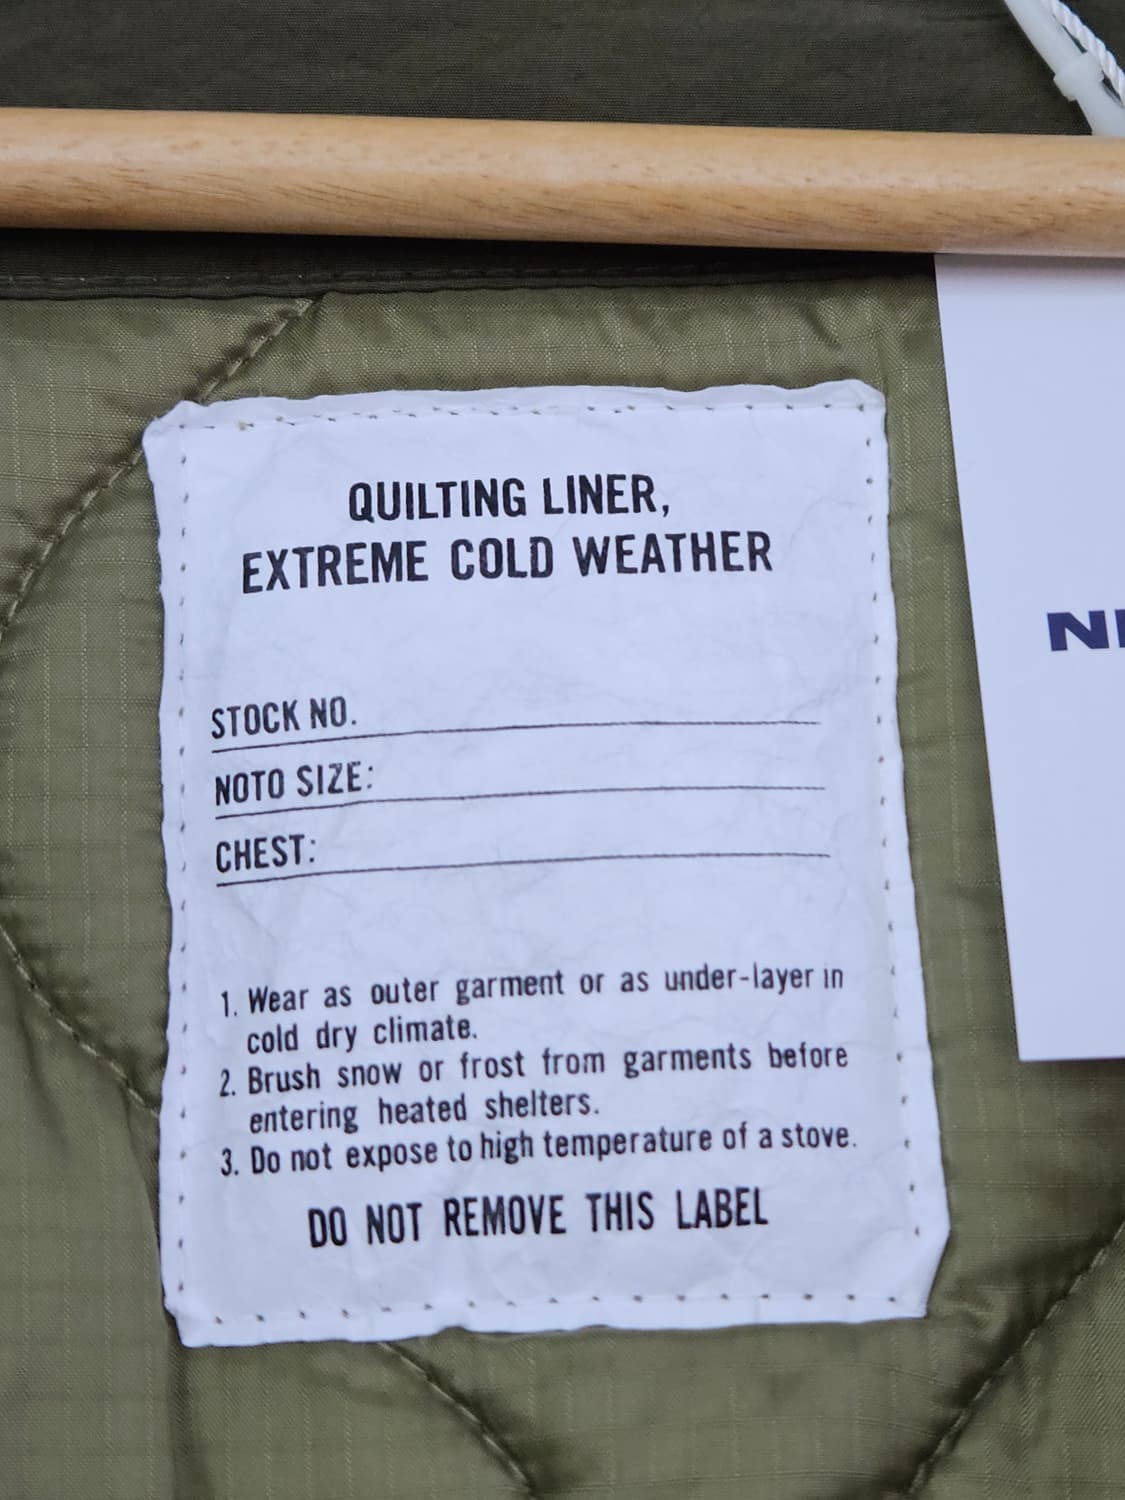 QUILTING LINER,
EXTREME COLD WEATHER
STOCK NO.
NOTO SIZE:
CHEST:
1. Wear as outer garment or as under-layer in
cold dry climate.
2. Brush snow or frost from garments before
entering heated shelters.
3. Do not expose to high temperature of a stove.
DO NOT REMOVE THIS LABEL